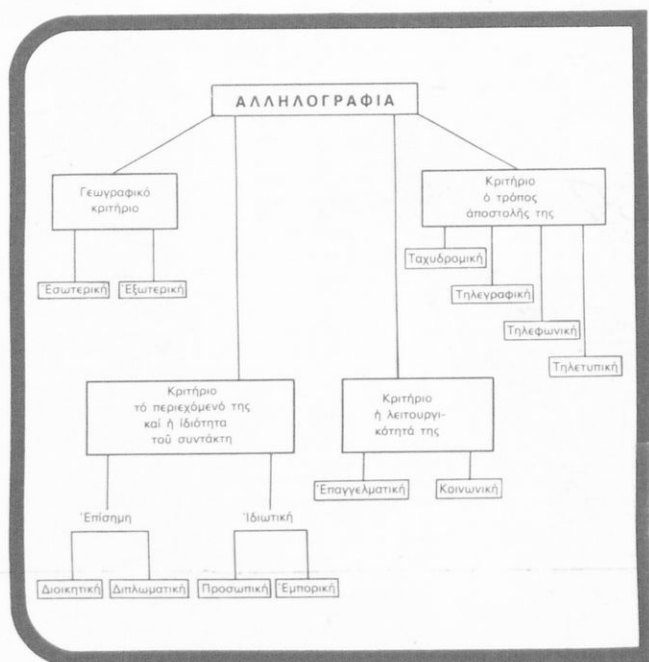 ΑΛΛΗΛΟΓΡΑΦΙΑ
Γεωγραφικό
κριτήριο
Ἐσωτερική
Ἐξωτερική
Κριτήριο
ὁ τρόπος
ἀποστολῆς της
Ταχυδρομική
Τηλεγραφική
Τηλεφωνική
Τηλετυπική
Κριτήριο
τό περιεχόμενό της
καί ἡ ἰδιότητα
τοῦ συντάκτη
Ἐπίσημη
Ἰδιωτική
Διοικητική
Διπλωματική
Προσωπική
Ἐμπορική
Κριτήριο
ἡ λειτουργι-
κότητά της
Ἐπαγγελματική
Κοινωνική